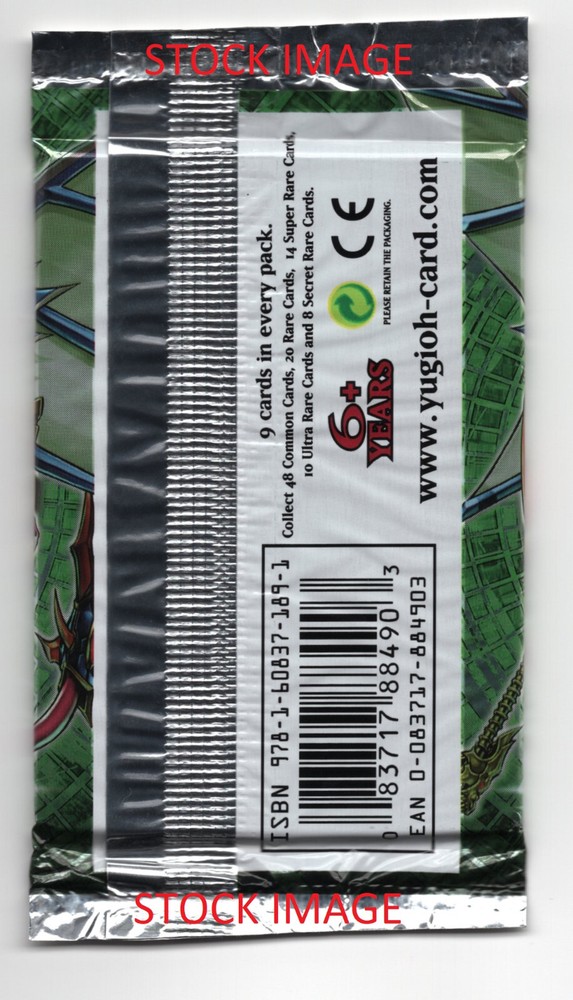 STOCK IMAGE
9 cards in every pack.
Collect 48 Common Cards, 20 Rare Cards, 14 Super Rare Cards,
10 Ultra Rare Cards and 8 Secret Rare Cards.
6+
YEARS
CE
PLEASE RETAIN THE PACKAGING.
www.yugioh-card.com
ISBN 978-1-60837-189-1
0 83717 88490 3
EAN 0-083717-884903
STOCK IMAGE